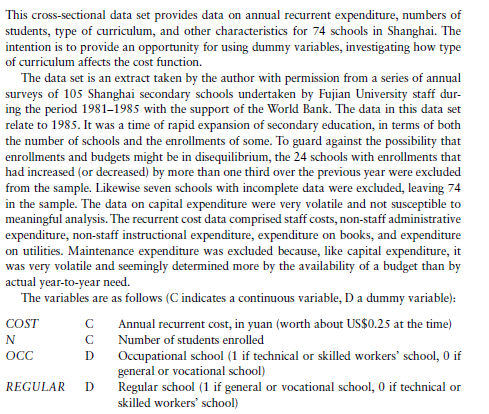 This cross-sectional data set provides data on annual recurrent expenditure, numbers of
students, type of curriculum, and other characteristics for 74 schools in Shanghai. The
intention is to provide an opportunity for using dummy variables, investigating how type
of curriculum affects the cost function.
The data set is an extract taken by the author with permission from a series of annual
surveys of 105 Shanghai secondary schools undertaken by Fujian University staff dur-
ing the period 1981–1985 with the support of the World Bank. The data in this data set
relate to 1985. It was a time of rapid expansion of secondary education, in terms of both
the number of schools and the enrollments of some. To guard against the possibility that
enrollments and budgets might be in disequilibrium, the 24 schools with enrollments that
had increased (or decreased) by more than one third over the previous year were excluded
from the sample. Likewise seven schools with incomplete data were excluded, leaving 74
in the sample. The data on capital expenditure were very volatile and not susceptible to
meaningful analysis. The recurrent cost data comprised staff costs, non-staff administrative
expenditure, non-staff instructional expenditure, expenditure on books, and expenditure
on utilities. Maintenance expenditure was excluded because, like capital expenditure, it
was very volatile and seemingly determined more by the availability of a budget than by
actual year-to-year need.
The variables are as follows (C indicates a continuous variable, D a dummy variable):
COST C Annual recurrent cost, in yuan (worth about US$0.25 at the time)
N C Number of students enrolled
OCC D Occupational school (1 if technical or skilled workers' school, 0 if
general or vocational school)
REGULAR D Regular school (1 if general or vocational school, 0 if technical or
skilled workers' school)